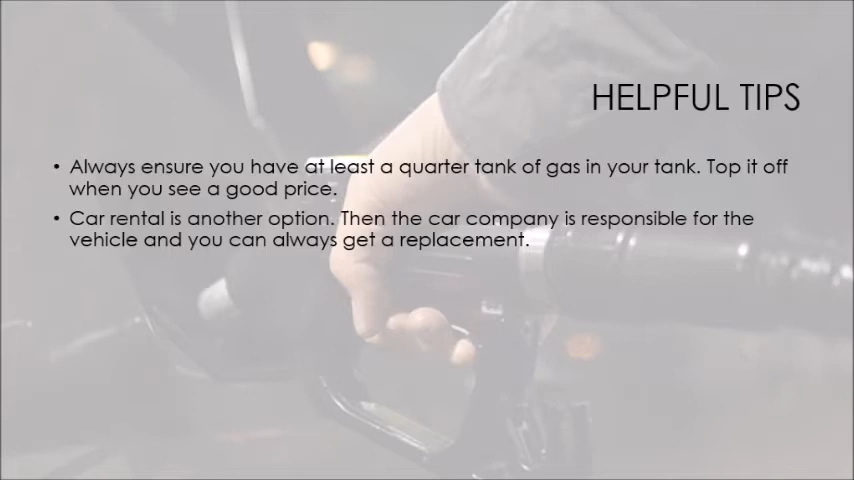 HELPFUL TIPS
• Always ensure you have at least a quarter tank of gas in your tank. Top it off
when you see a good price.
• Car rental is another option. Then the car company is responsible for the
vehicle and you can always get a replacement.